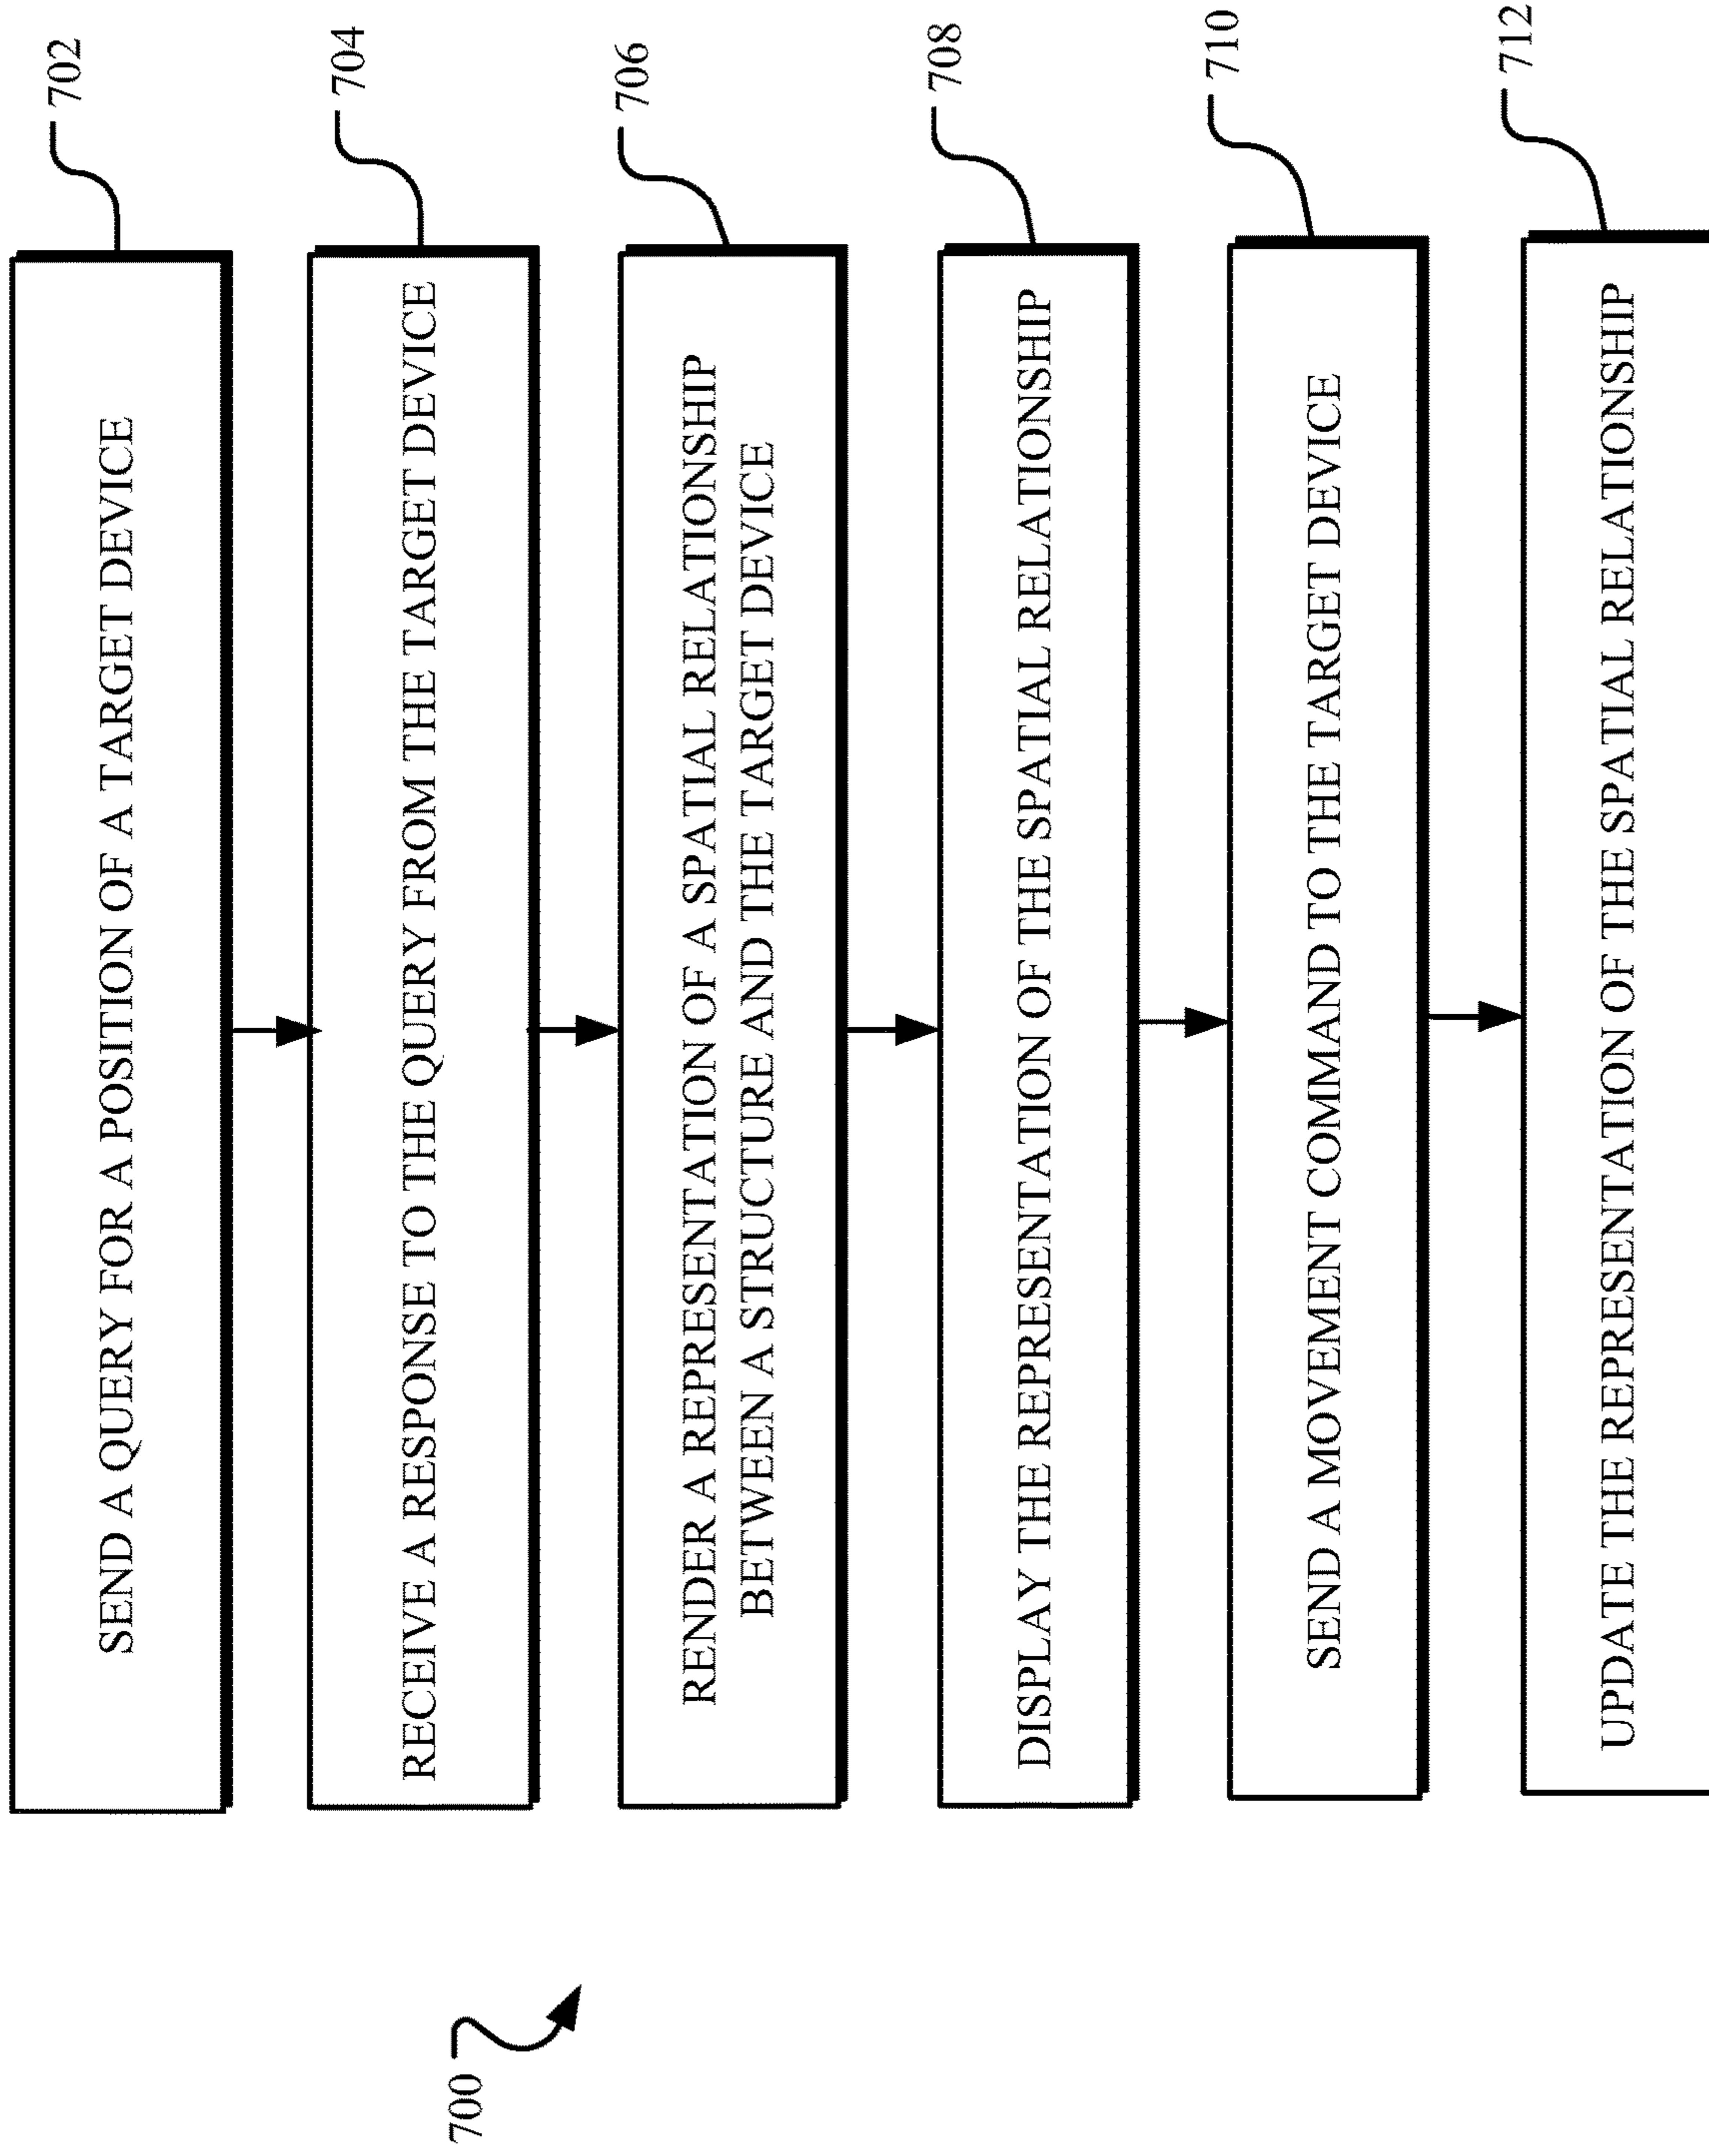 700
SEND A QUERY FOR A POSITION OF A TARGET DEVICE
702
RECEIVE A RESPONSE TO THE QUERY FROM THE TARGET DEVICE
704
RENDER A REPRESENTATION OF A SPATIAL RELATIONSHIP
BETWEEN A STRUCTURE AND THE TARGET DEVICE
706
DISPLAY THE REPRESENTATION OF THE SPATIAL RELATIONSHIP
708
SEND A MOVEMENT COMMAND TO THE TARGET DEVICE
710
UPDATE THE REPRESENTATION OF THE SPATIAL RELATIONSHIP
712